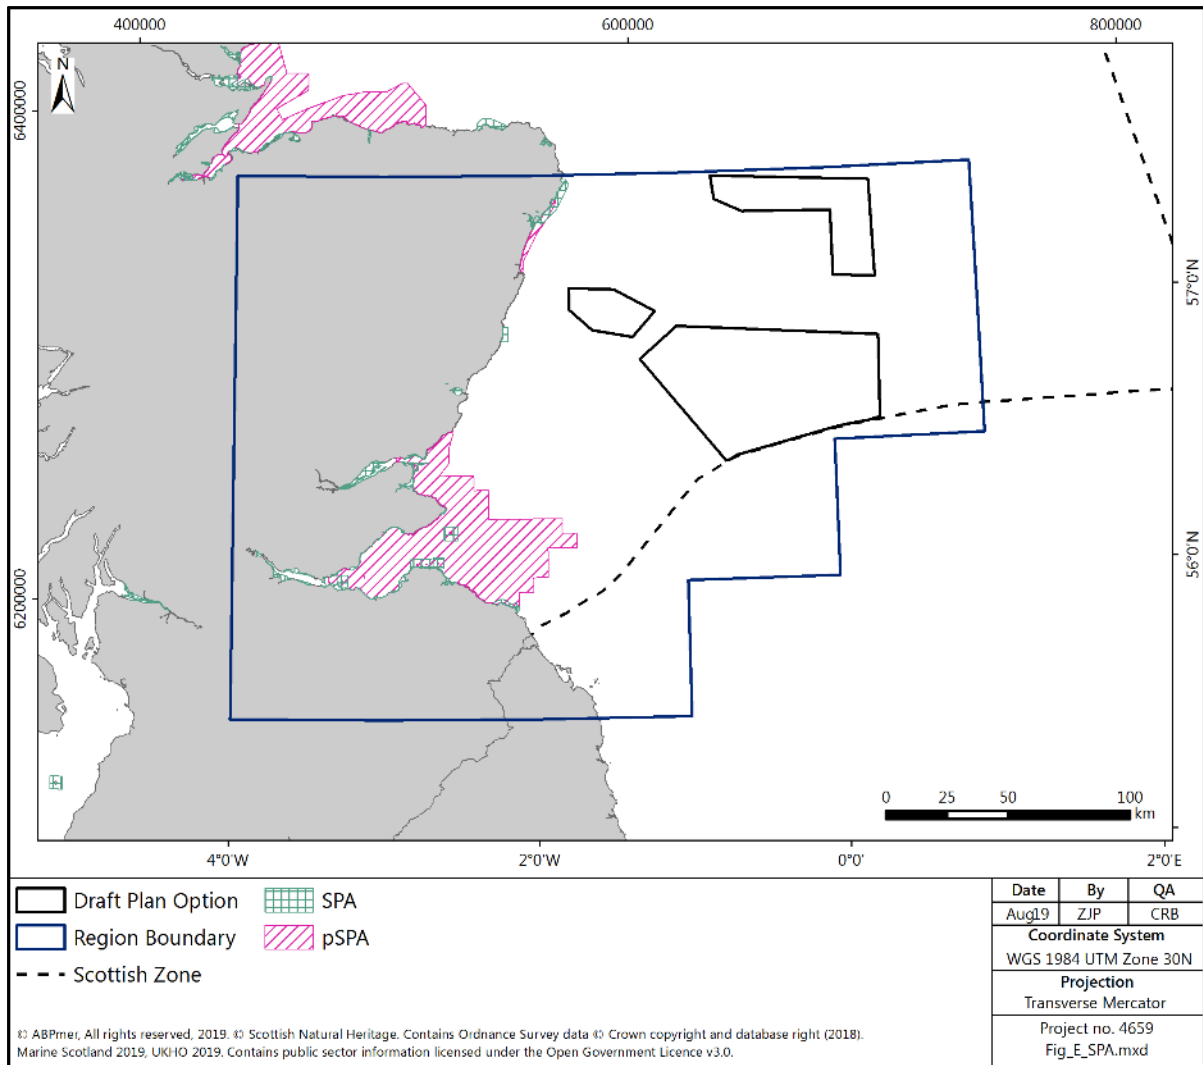 400000
600000
800000
N
6400000
6200000
57°0'N
56°0'N
0
25
50
100
km
4°0'W
2°0'W
0°0'
2°0'E
Draft Plan Option
SPA
Region Boundary
pSPA
Scottish Zone
Date
By
QA
Aug19
ZJP
CRB
Coordinate System
WGS 1984 UTM Zone 30N
Projection
Transverse Mercator
Project no. 4659
Fig_E_SPA.mxd
© ABPmer, All rights reserved, 2019. © Scottish Natural Heritage. Contains Ordnance Survey data © Crown copyright and database right (2018).
Marine Scotland 2019, UKHO 2019. Contains public sector information licensed under the Open Government Licence v3.0.